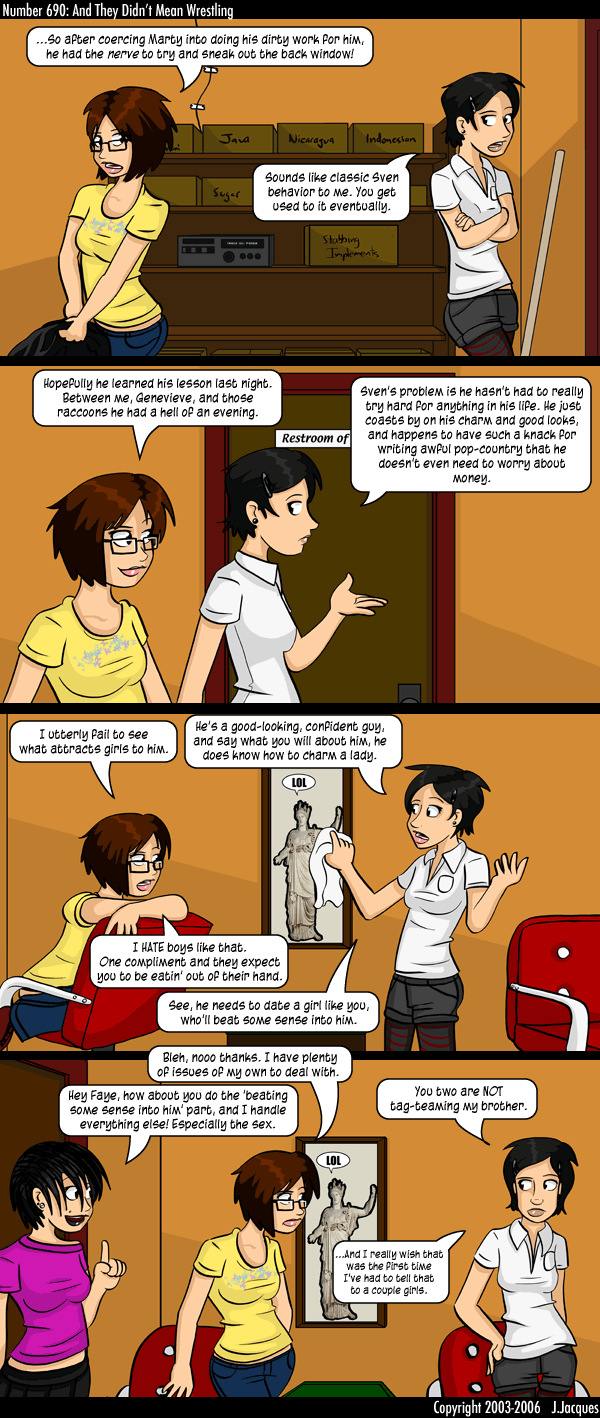 Number 690: And They Didn't Mean Wrestling
...So after coercing Marty into doing his dirty work for him,
he had the nerve to try and sneak out the back window!
Java
Nicaragua
Indonesian
Sugar
Stabbing
Implements
Sounds like classic Sven
behavior to me. You get
used to it eventually.
Hopefully he learned his lesson last night.
Between me, Genevieve, and those
raccoons he had a hell of an evening.
Restroom of
Sven's problem is he hasn't had to really
try hard for anything in his life. He just
coasts by on his charm and good looks,
and happens to have such a knack for
writing awful pop-country that he
doesn't even need to worry about
money.
I utterly fail to see
what attracts girls to him.
He's a good-looking, confident guy,
and say what you will about him, he
does know how to charm a lady.
LOL
I HATE boys like that.
One compliment and they expect
you to be eatin' out of their hand.
See, he needs to date a girl like you,
who'll beat some sense into him.
Bleh, nooo thanks. I have plenty
of issues of my own to deal with.
Hey Faye, how about you do the 'beating
some sense into him' part, and I handle
everything else! Especially the sex.
You two are NOT
tag-teaming my brother.
LOL
...And I really wish that
was the first time
I've had to tell that
to a couple girls.
Copyright 2003-2006 J.Jacques